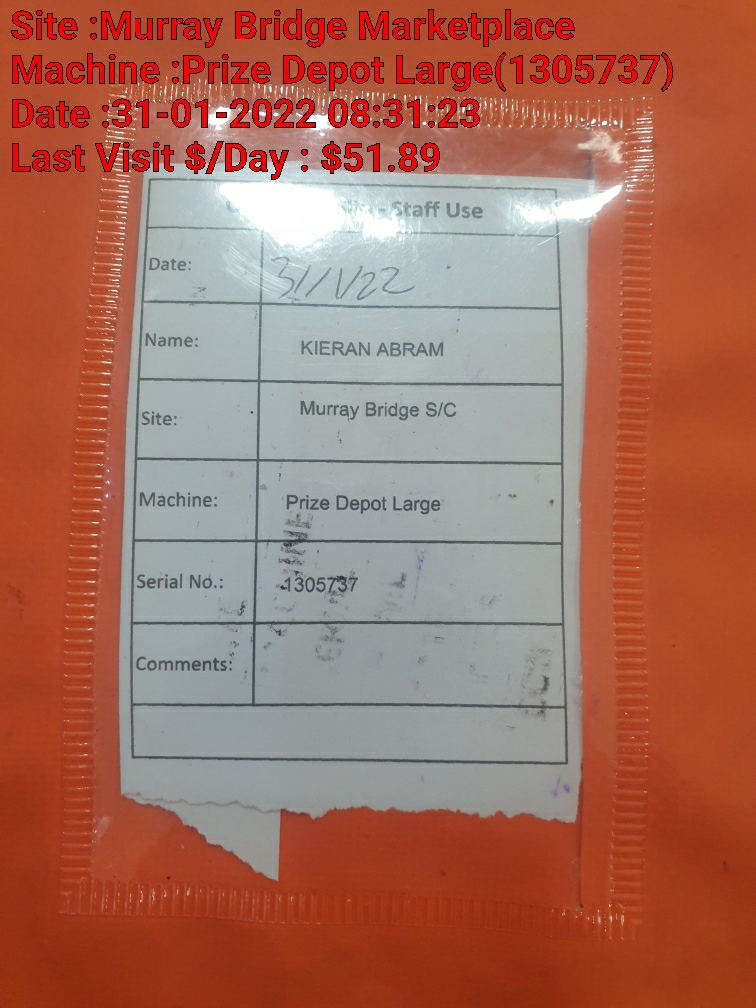 Site :Murray Bridge Marketplace
Machine :Prize Depot Large(1305737)
Date :31-01-2022 08:31:23
Last Visit $/Day : $51.89
- Staff Use
Date: 31/1/22
Name: KIERAN ABRAM
Site: Murray Bridge S/C
Machine: Prize Depot Large
Serial No.: 1305737
Comments: